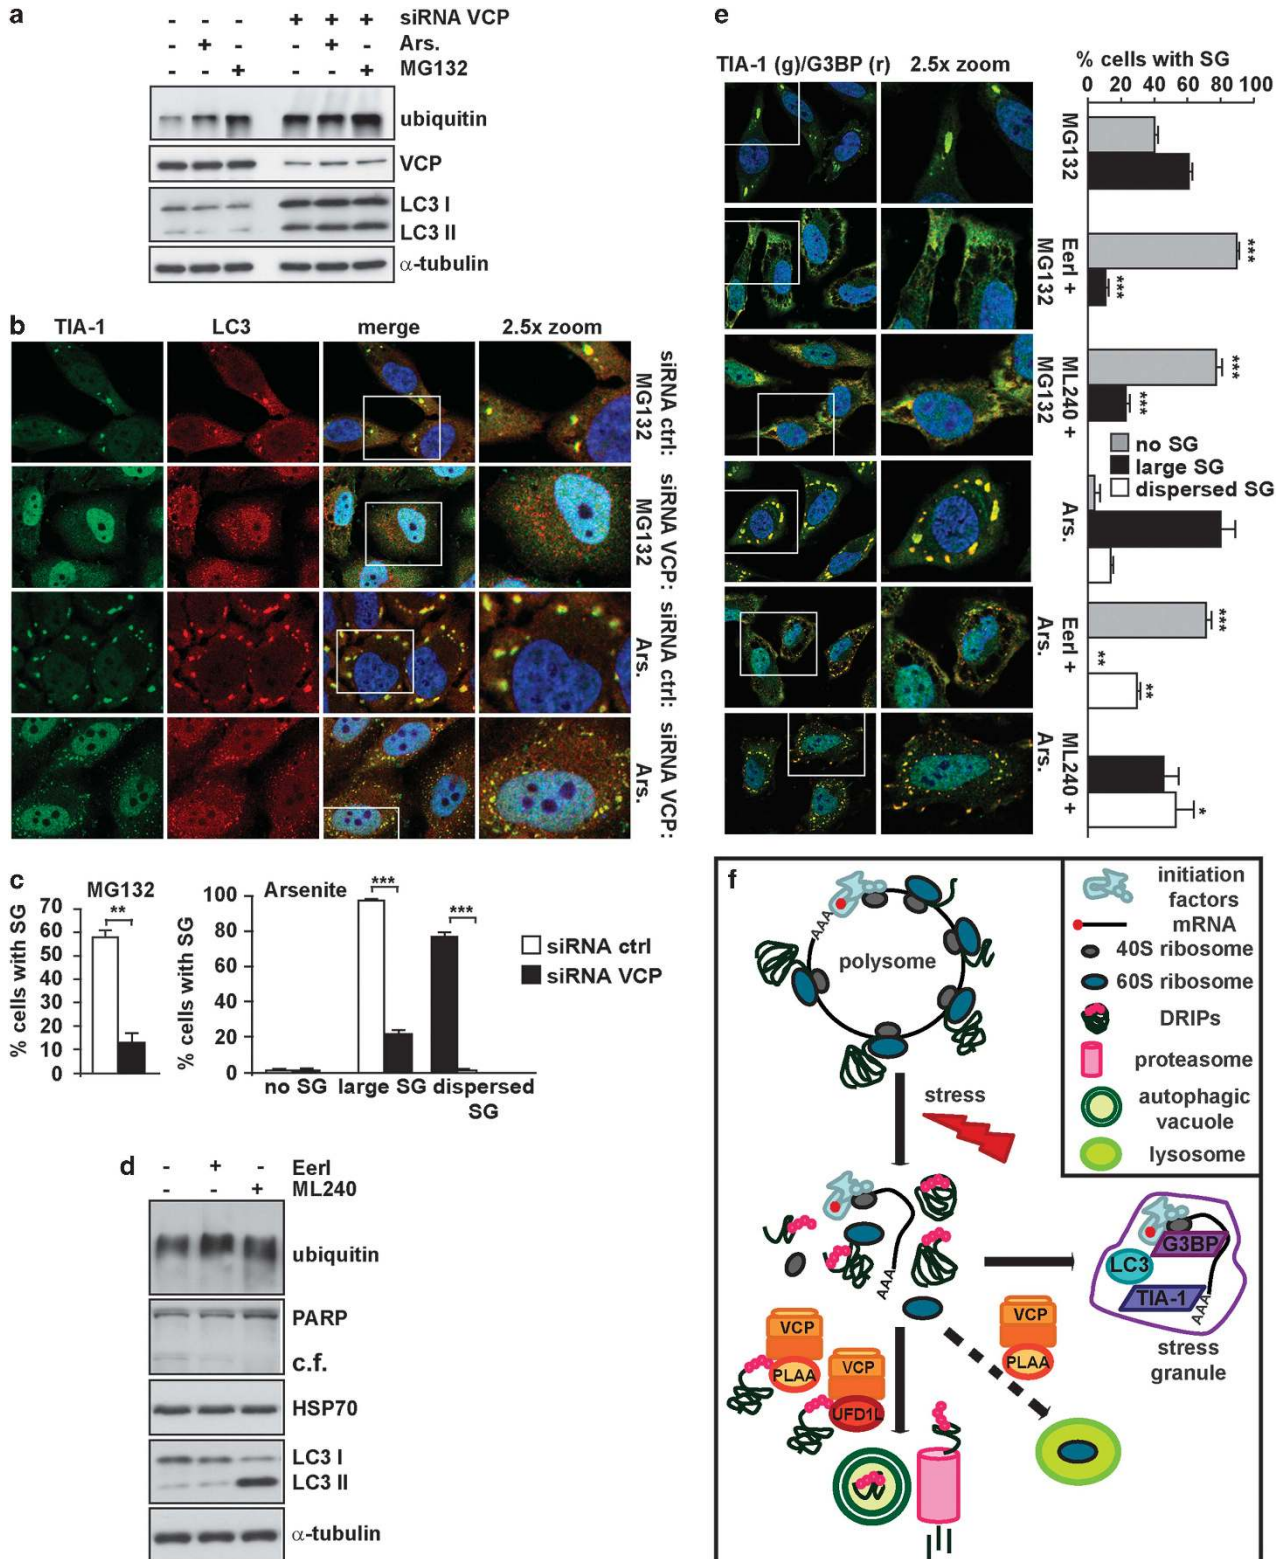 a
- - - + + + siRNA VCP
- + - - + - Ars.
- - + - - + MG132
ubiquitin
VCP
LC3 I
LC3 II
α-tubulin
b
TIA-1 LC3 merge 2.5x zoom
siRNA ctrl: MG132
siRNA VCP: MG132
siRNA ctrl: Ars.
siRNA VCP: Ars.
c
MG132
% cells with SG
70
60
50
40
30
20
10
0
**
Arsenite
% cells with SG
100
80
60
40
20
0
***
***
no SG large SG dispersed SG
siRNA ctrl
siRNA VCP
d
- + - Eerl
- - + ML240
ubiquitin
PARP
c.f.
HSP70
LC3 I
LC3 II
α-tubulin
e
TIA-1 (g)/G3BP (r) 2.5x zoom
% cells with SG
0 20 40 60 80 100
MG132
Eerl + MG132
***
***
ML240 + MG132
***
***
no SG
large SG
dispersed SG
Ars.
Eerl + Ars.
***
**
**
ML240 + Ars.
*
f
AAA
polysome
stress
initiation factors
mRNA
40S ribosome
60S ribosome
DRIPs
proteasome
autophagic vacuole
lysosome
AAA
G3BP
LC3
TIA-1
AAA
stress granule
VCP
PLAA
VCP
UFD1L
VCP
PLAA